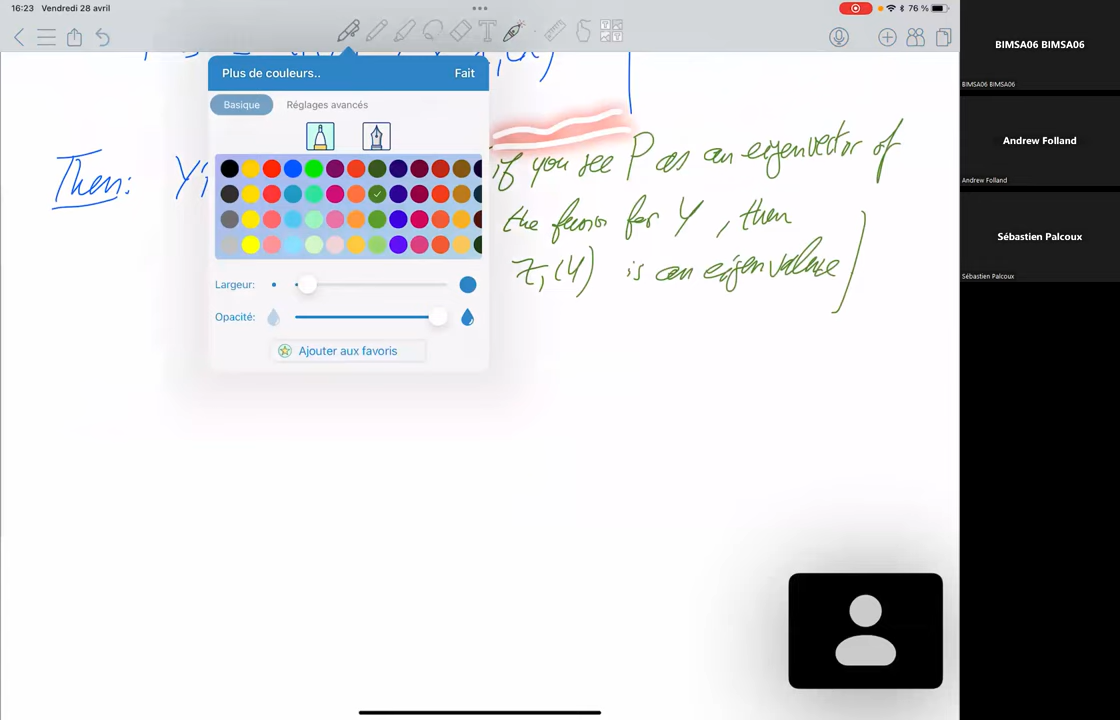 16:23 Vendredi 28 avril
76 %
Plus de couleurs.. Fait
Basique Réglages avancés
Largeur:
Opacité:
Ajouter aux favoris
Then:
if you see P as an eigenvector of
the fusion for Y, then
is an eigenvalue
BIMSA06 BIMSA06
BIMSA06 BIMSA06
Andrew Folland
Andrew Folland
Sébastien Palcoux
Sébastien Palcoux